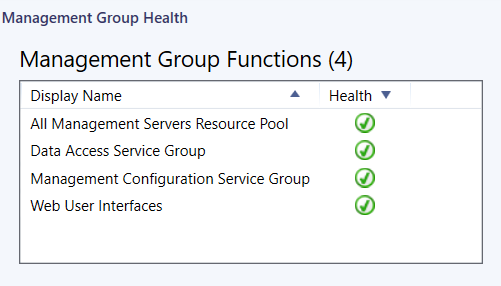 Management Group Health
Management Group Functions (4)
Display Name Health
All Management Servers Resource Pool
Data Access Service Group
Management Configuration Service Group
Web User Interfaces